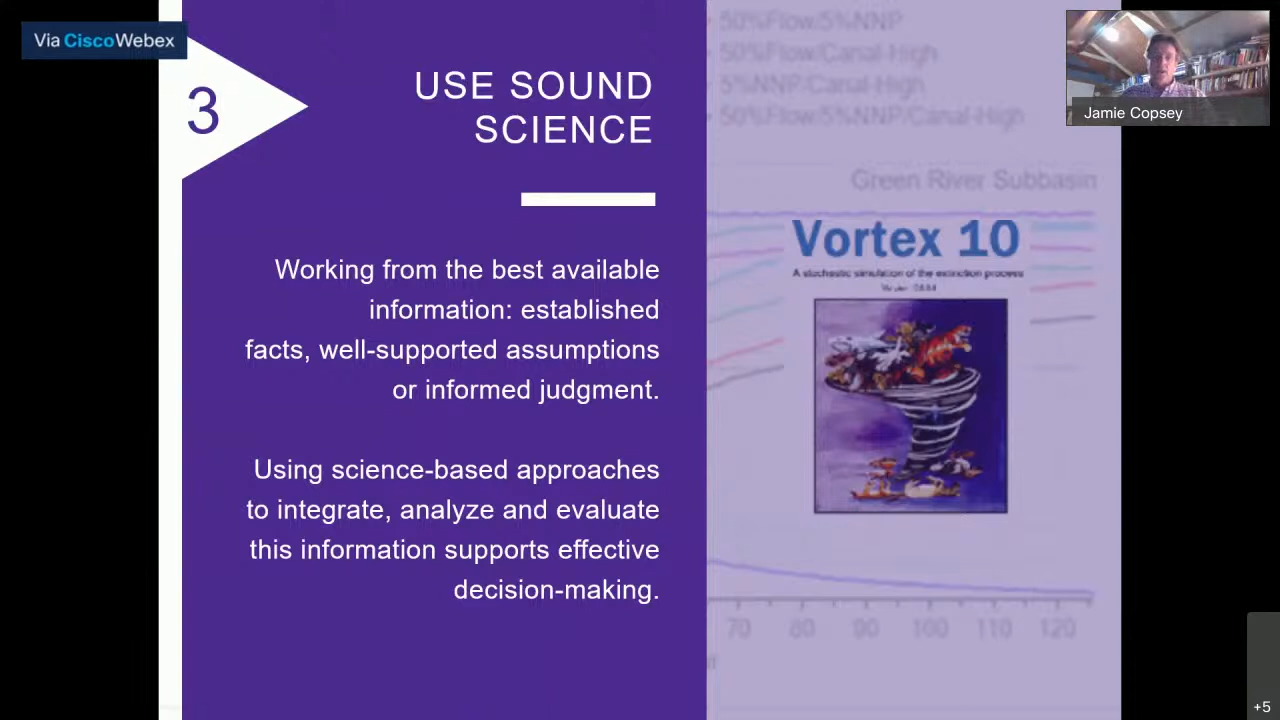 Via Cisco Webex
3
USE SOUND
SCIENCE
Working from the best available
information: established
facts, well-supported assumptions
or informed judgment.
Using science-based approaches
to integrate, analyze and evaluate
this information supports effective
decision-making.
50%Flow/5%NNP
50%Flow/Canal-High
5%NNP/Canal-High
50%Flow/5%NNP/Canal-High
Green River Subbasin
Vortex 10
A stochastic simulation of the extinction process
70 80 90 100 110 120
Jamie Copsey
+5